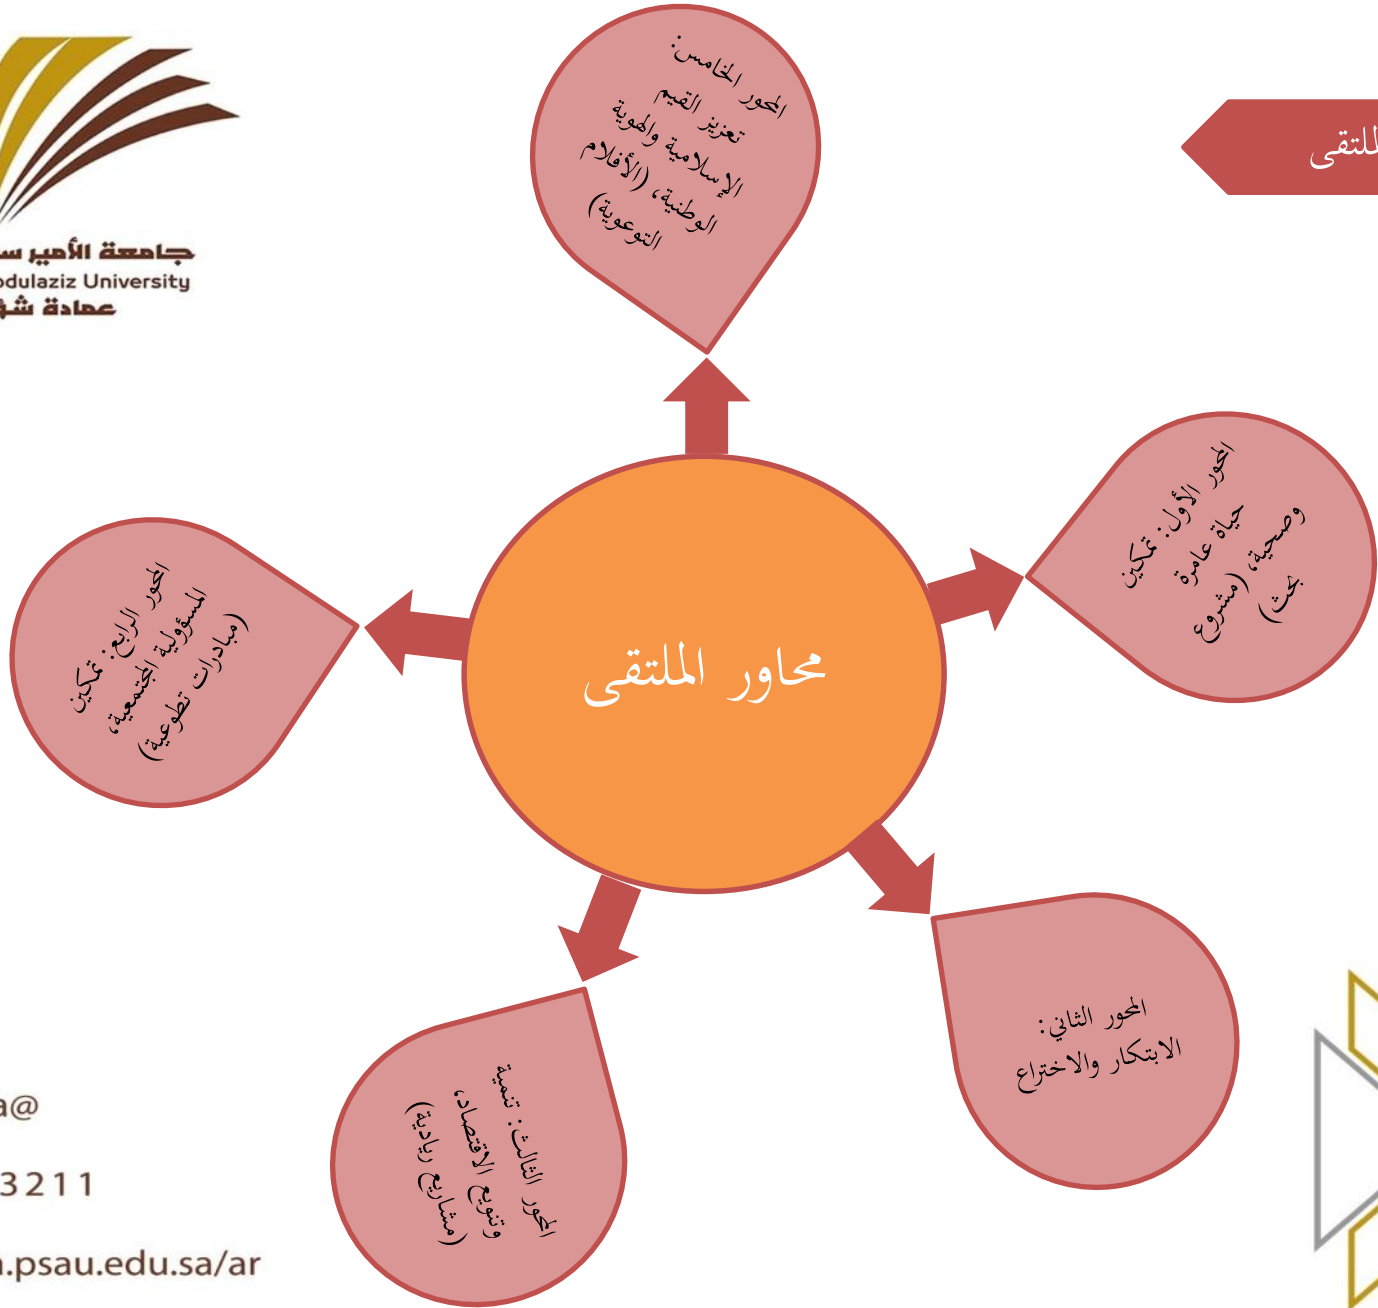 جامعة الأمير س
bdulaziz University
عمادة شؤ
الملتقى
محاور الملتقى
المحور الأول: تمكين
حياة عامرة
وصحية، (مشروع
بحث)
المحور الثاني:
الابتكار والاختراع
المحور الثالث: تنمية
وتنويع الاقتصاد،
(مشاريع ريادية)
المحور الرابع: تمكين
المسؤولية المجتمعية،
(مبادرات تطوعية)
المحور الخامس:
تعزيز القيم
الإسلامية والهوية
الوطنية، (الأفلام
التوعوية)
a@
3211
.psau.edu.sa/ar